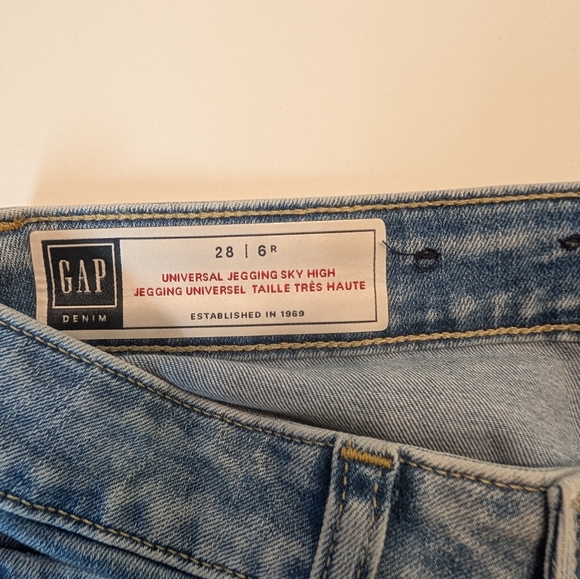 GAP
DENIM
28 | 6R
UNIVERSAL JEGGING SKY HIGH
JEGGING UNIVERSEL TAILLE TRÈS HAUTE
ESTABLISHED IN 1969